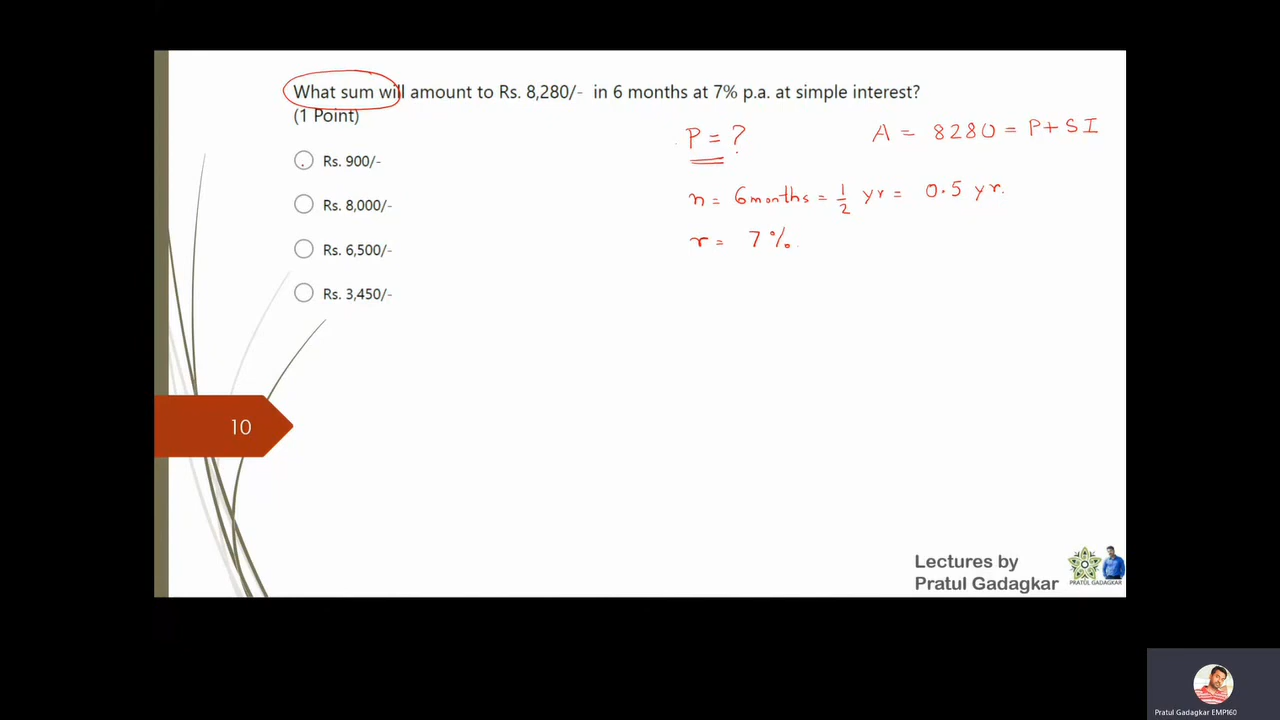 What sum will amount to Rs. 8,280/-  in 6 months at 7% p.a. at simple interest?
(1 Point)
Rs. 900/-
Rs. 8,000/-
Rs. 6,500/-
Rs. 3,450/-
P = ?
A = 8280 = P + SI
n = 6 months = 1/2 yr = 0.5 yr.
r = 7%
10
Lectures by
Pratul Gadagkar
PRATUL GADAGKAR
Pratul Gadagkar EMP160